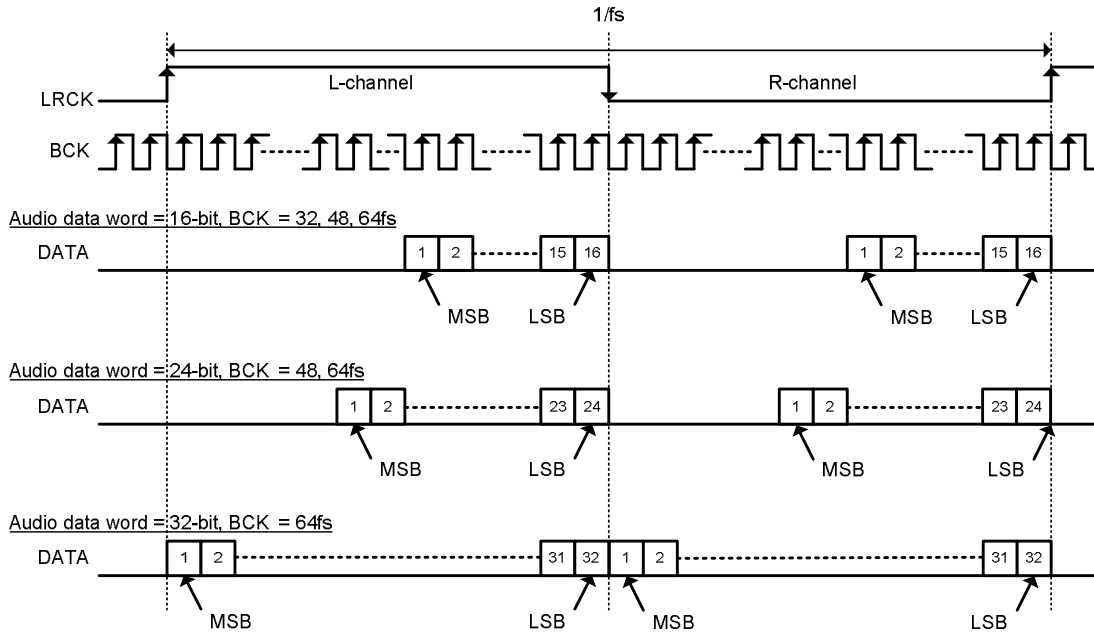 1/fs
L-channel
R-channel
LRCK
BCK
Audio data word = 16-bit, BCK = 32, 48, 64fs
DATA
1 2 15 16 1 2 15 16
MSB LSB MSB LSB
Audio data word = 24-bit, BCK = 48, 64fs
DATA
1 2 23 24 1 2 23 24
MSB LSB MSB LSB
Audio data word = 32-bit, BCK = 64fs
DATA
1 2 31 32 1 2 31 32
MSB LSB MSB LSB